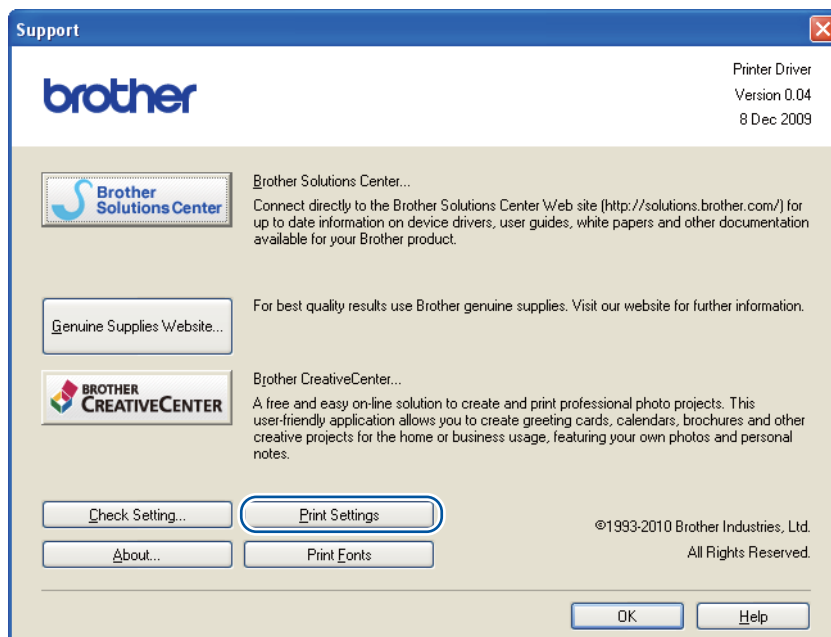 Support
brother
Printer Driver
Version 0.04
8 Dec 2009
Brother
Solutions Center
Brother Solutions Center...
Connect directly to the Brother Solutions Center Web site (http://solutions.brother.com/) for
up to date information on device drivers, user guides, white papers and other documentation
available for your Brother product.
Genuine Supplies Website...
For best quality results use Brother genuine supplies. Visit our website for further information.
BROTHER
CREATIVECENTER
Brother CreativeCenter...
A free and easy on-line solution to create and print professional photo projects. This
user-friendly application allows you to create greeting cards, calendars, brochures and other
creative projects for the home or business usage, featuring your own photos and personal
notes.
Check Setting...
Print Settings
©1993-2010 Brother Industries, Ltd.
About...
Print Fonts
All Rights Reserved.
OK
Help